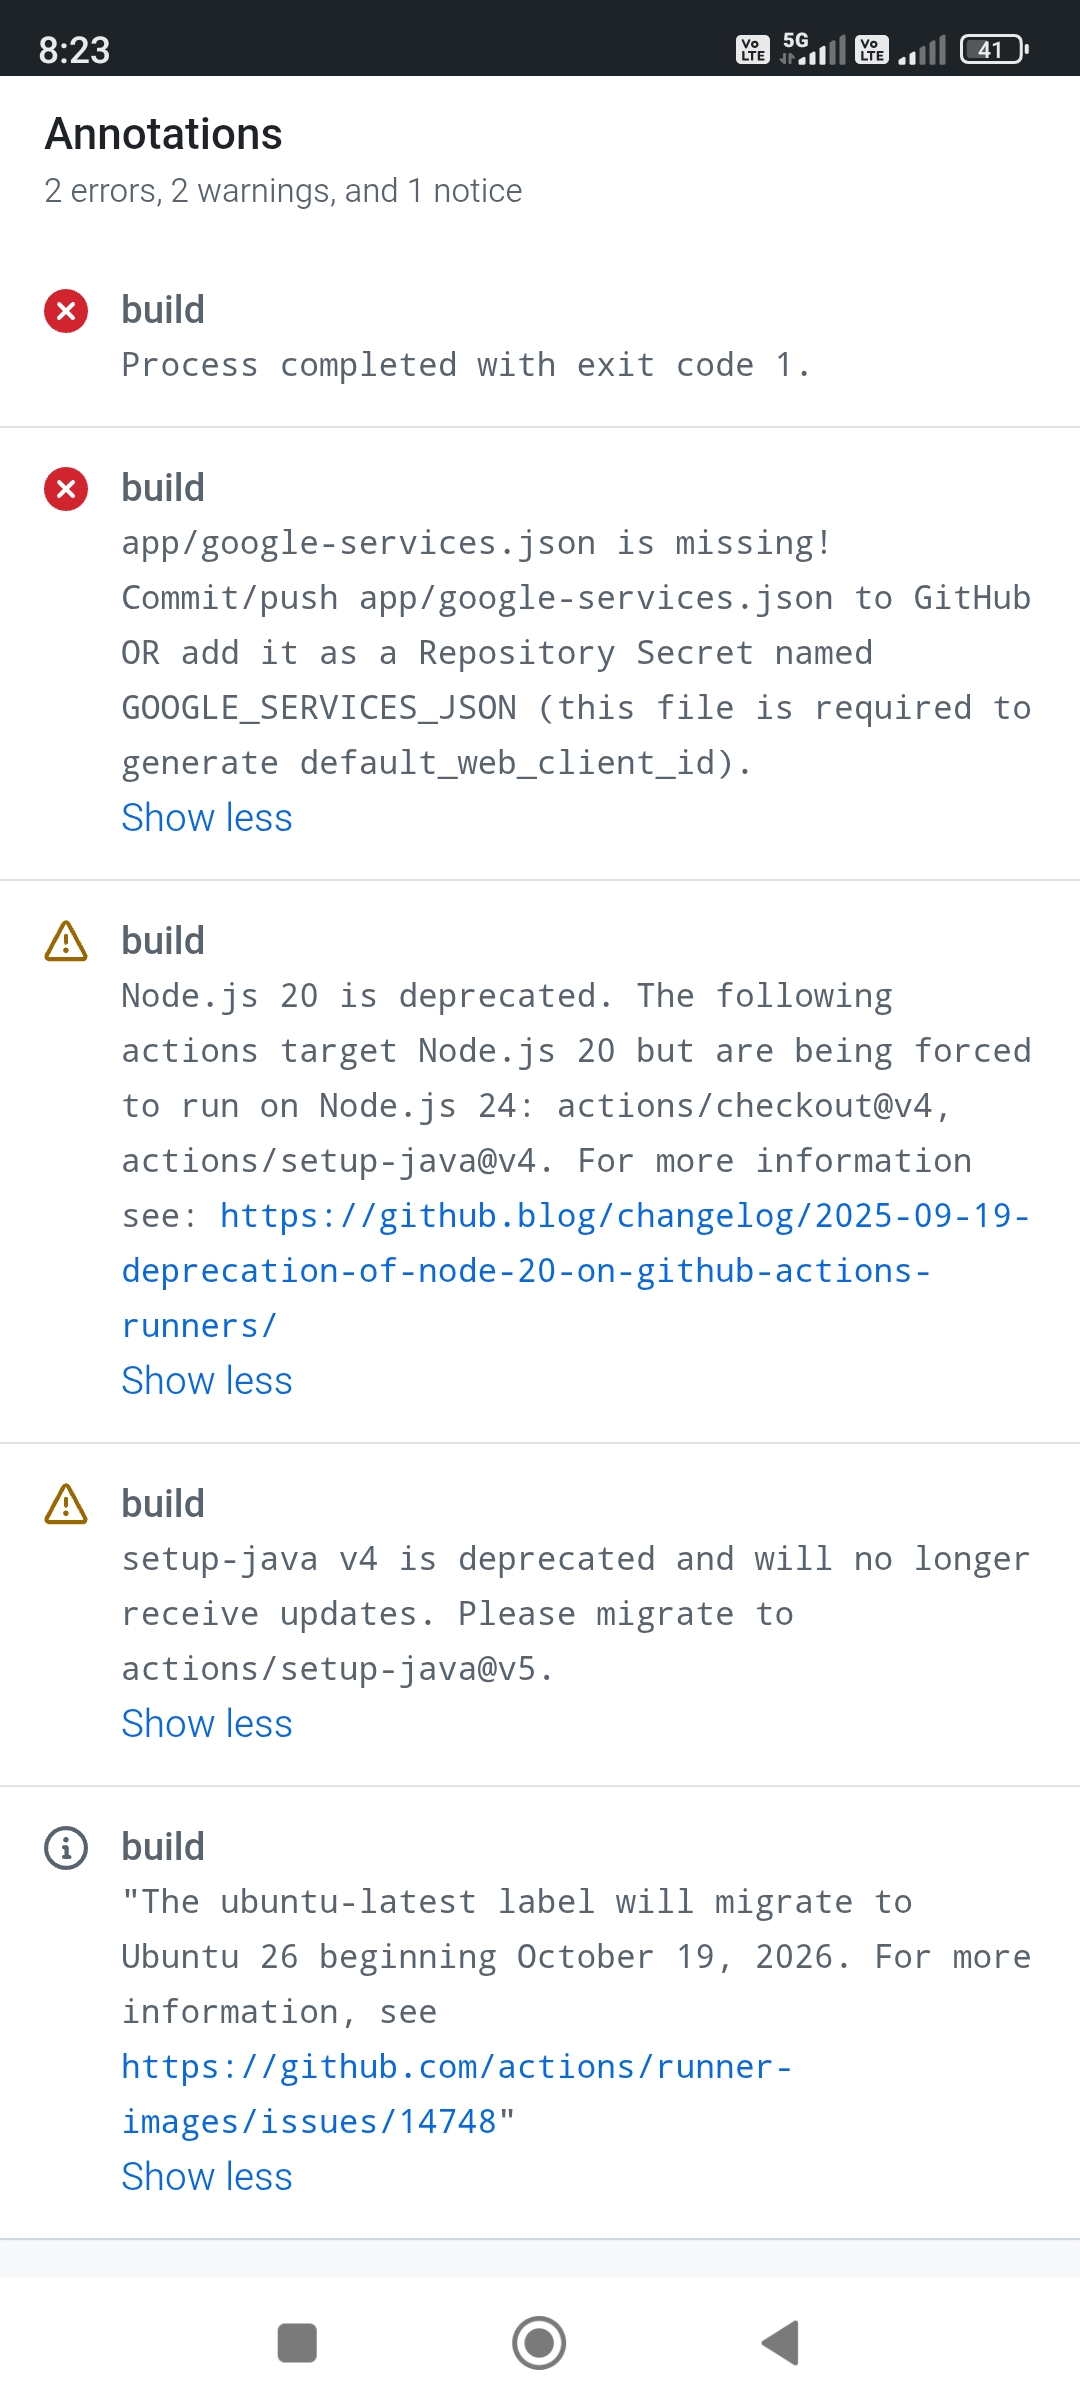 8:23
Vo LTE 5G Vo LTE 41
Annotations
2 errors, 2 warnings, and 1 notice
build
Process completed with exit code 1.
build
app/google-services.json is missing!
Commit/push app/google-services.json to GitHub
OR add it as a Repository Secret named
GOOGLE_SERVICES_JSON (this file is required to
generate default_web_client_id).
Show less
build
Node.js 20 is deprecated. The following
actions target Node.js 20 but are being forced
to run on Node.js 24: actions/checkout@v4,
actions/setup-java@v4. For more information
see: https://github.blog/changelog/2025-09-19-
deprecation-of-node-20-on-github-actions-
runners/
Show less
build
setup-java v4 is deprecated and will no longer
receive updates. Please migrate to
actions/setup-java@v5.
Show less
build
"The ubuntu-latest label will migrate to
Ubuntu 26 beginning October 19, 2026. For more
information, see
https://github.com/actions/runner-
images/issues/14748"
Show less